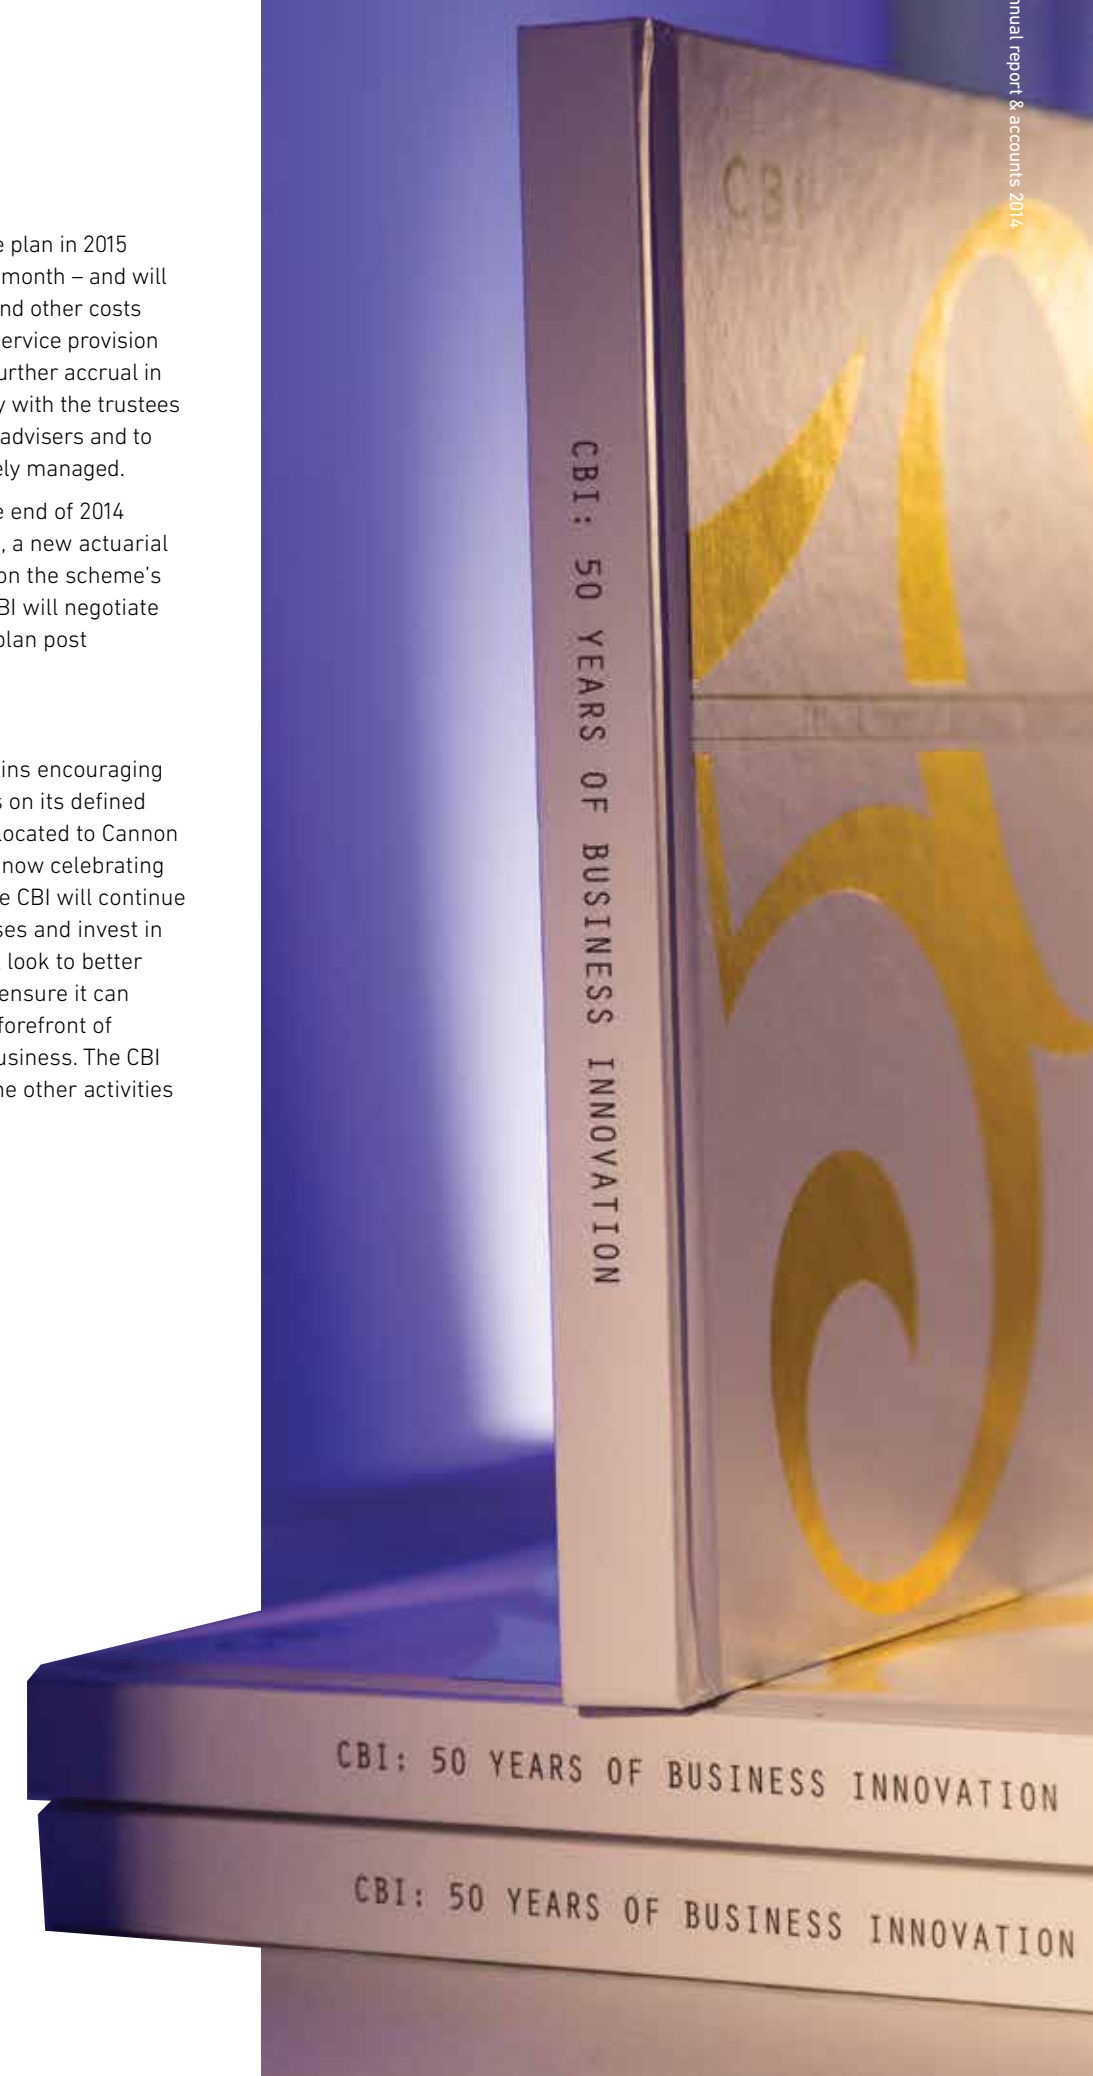 nnual report & accounts 2014
e plan in 2015
month – and will
nd other costs
ervice provision
urther accrual in
y with the trustees
advisers and to
ely managed.
e end of 2014
, a new actuarial
on the scheme's
BI will negotiate
plan post
ins encouraging
s on its defined
located to Cannon
now celebrating
e CBI will continue
ses and invest in
look to better
ensure it can
forefront of
usiness. The CBI
he other activities
CBI
50
CBI: 50 YEARS OF BUSINESS INNOVATION
CBI: 50 YEARS OF BUSINESS INNOVATION
CBI: 50 YEARS OF BUSINESS INNOVATION